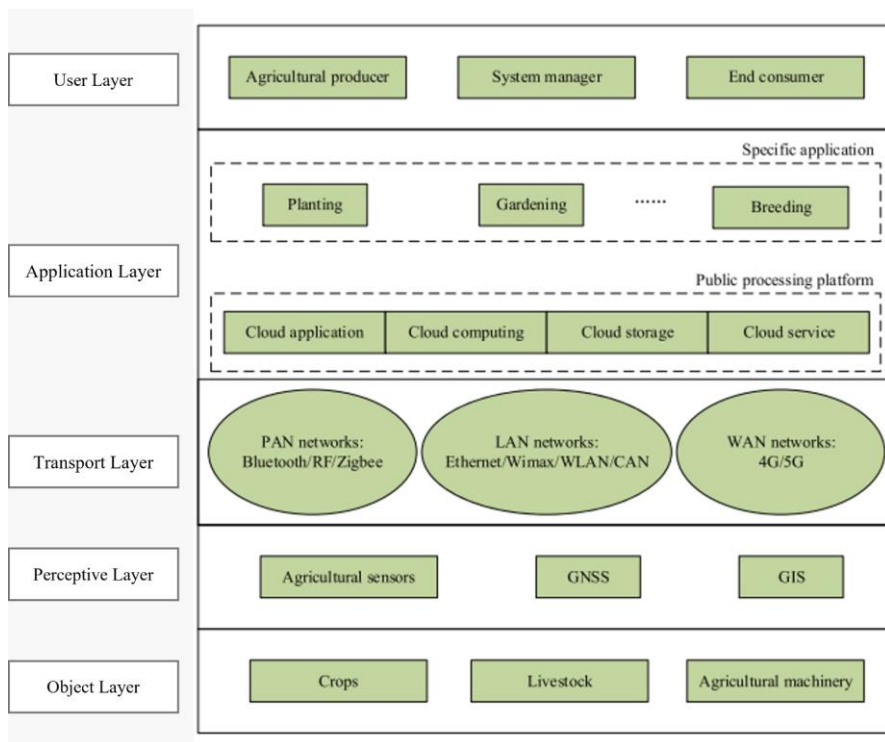 User Layer
Agricultural producer
System manager
End consumer
Application Layer
Specific application
Planting
Gardening
......
Breeding
Public processing platform
Cloud application
Cloud computing
Cloud storage
Cloud service
Transport Layer
PAN networks:
Bluetooth/RF/Zigbee
LAN networks:
Ethernet/Wimax/WLAN/CAN
WAN networks:
4G/5G
Perceptive Layer
Agricultural sensors
GNSS
GIS
Object Layer
Crops
Livestock
Agricultural machinery